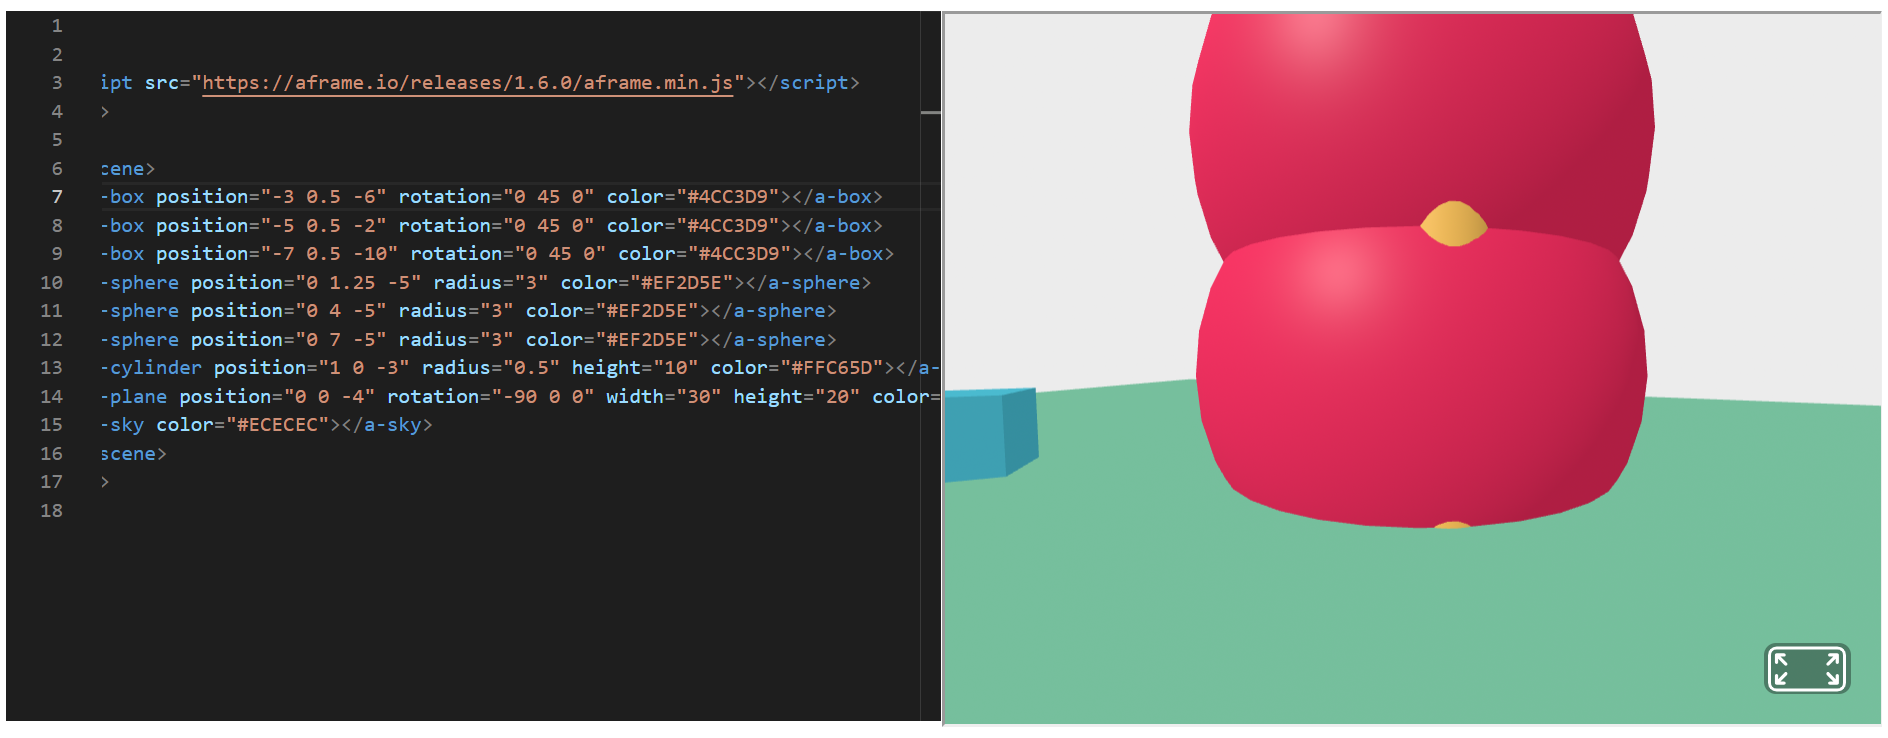 1
2
3 ipt src="https://aframe.io/releases/1.6.0/aframe.min.js"></script>
4 >
5
6 cene>
7 -box position="-3 0.5 -6" rotation="0 45 0" color="#4CC3D9"></a-box>
8 -box position="-5 0.5 -2" rotation="0 45 0" color="#4CC3D9"></a-box>
9 -box position="-7 0.5 -10" rotation="0 45 0" color="#4CC3D9"></a-box>
10 -sphere position="0 1.25 -5" radius="3" color="#EF2D5E"></a-sphere>
11 -sphere position="0 4 -5" radius="3" color="#EF2D5E"></a-sphere>
12 -sphere position="0 7 -5" radius="3" color="#EF2D5E"></a-sphere>
13 -cylinder position="1 0 -3" radius="0.5" height="10" color="#FFC65D"></a-
14 -plane position="0 0 -4" rotation="-90 0 0" width="30" height="20" color=
15 -sky color="#ECECEC"></a-sky>
16 scene>
17 >
18